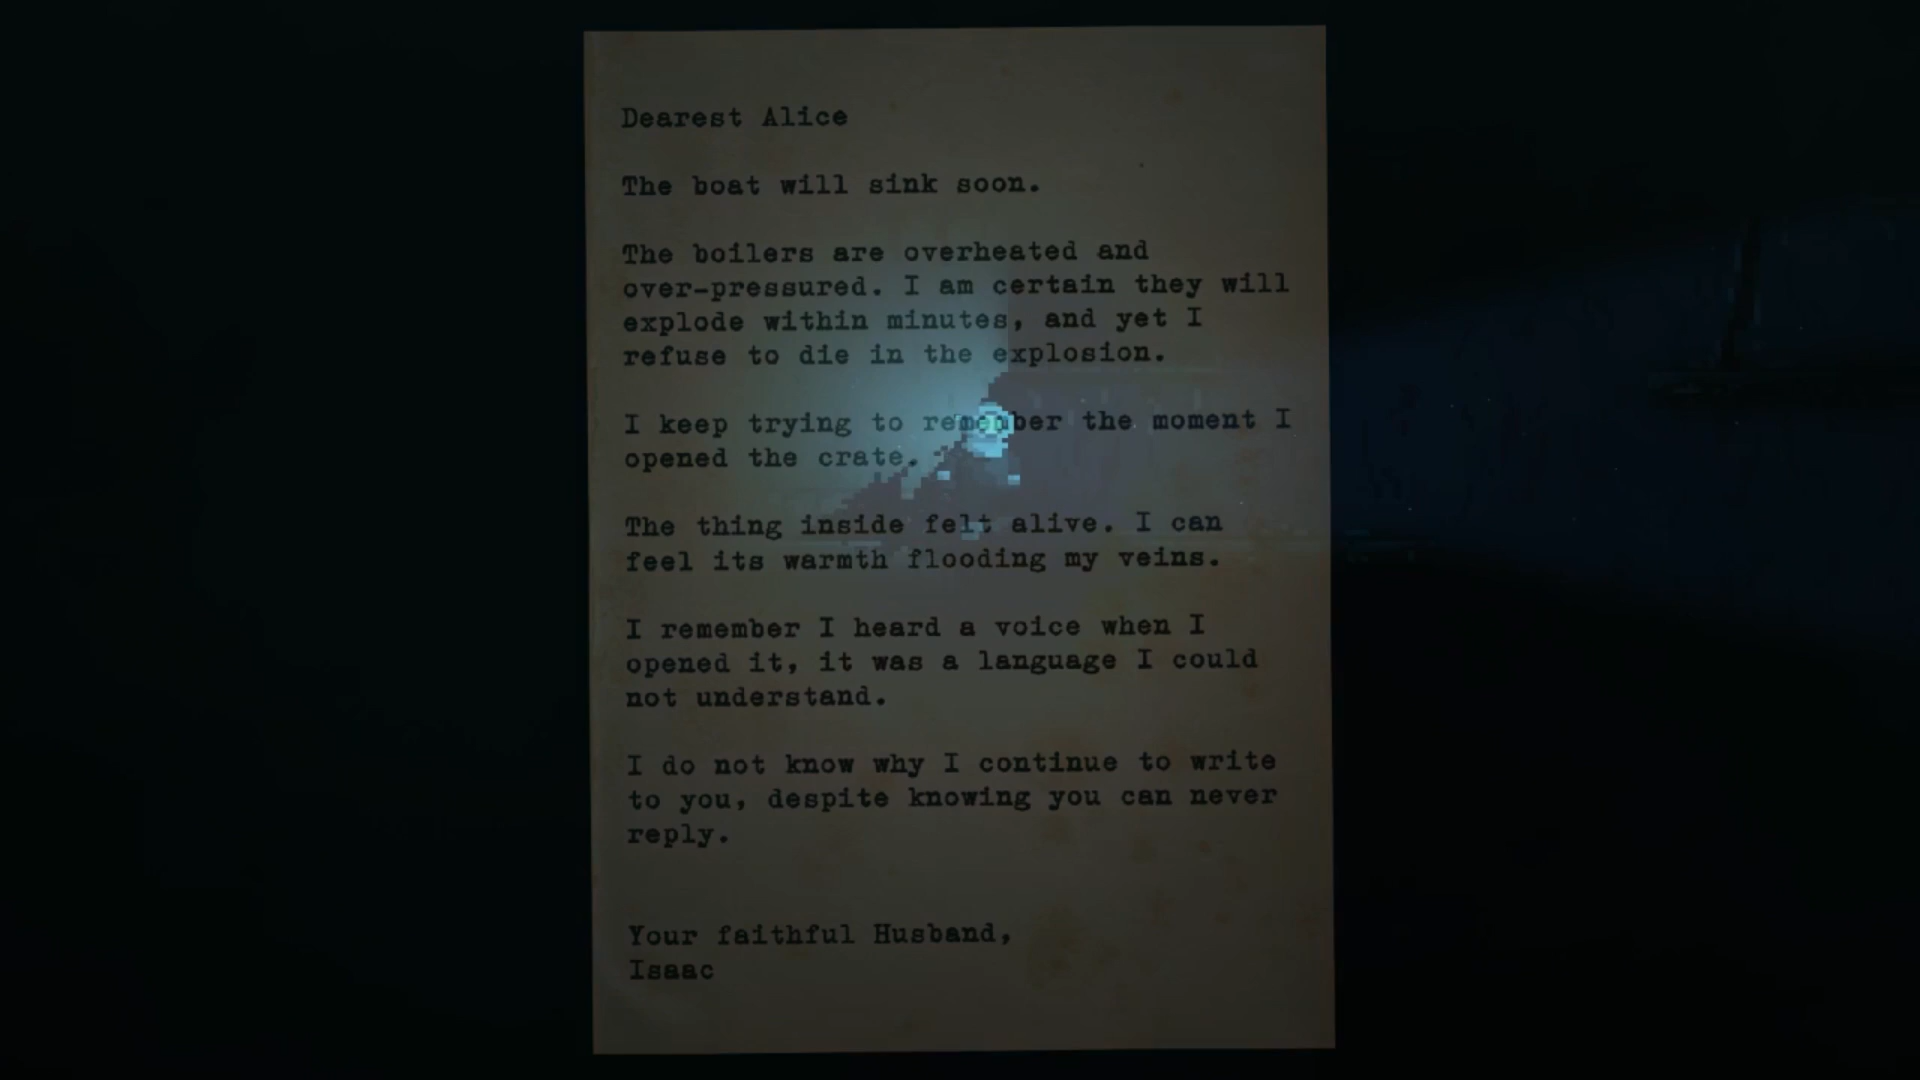 Dearest Alice
The boat will sink soon.
The boilers are overheated and
over-pressured. I am certain they will
explode within minutes, and yet I
refuse to die in the explosion.
I keep trying to remember the moment I
opened the crate.
The thing inside felt alive. I can
feel its warmth flooding my veins.
I remember I heard a voice when I
opened it, it was a language I could
not understand.
I do not know why I continue to write
to you, despite knowing you can never
reply.
Your faithful Husband,
Isaac